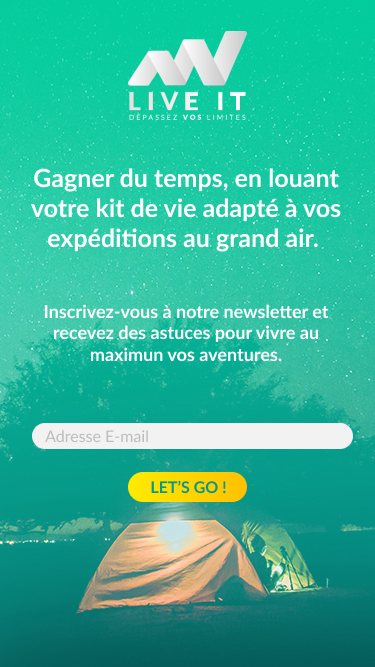 LIVE IT
DÉPASSEZ VOS LIMITES
Gagner du temps, en louant
votre kit de vie adapté à vos
expéditions au grand air.
Inscrivez-vous à notre newsletter et
recevez des astuces pour vivre au
maximun vos aventures.
Adresse E-mail
LET'S GO !